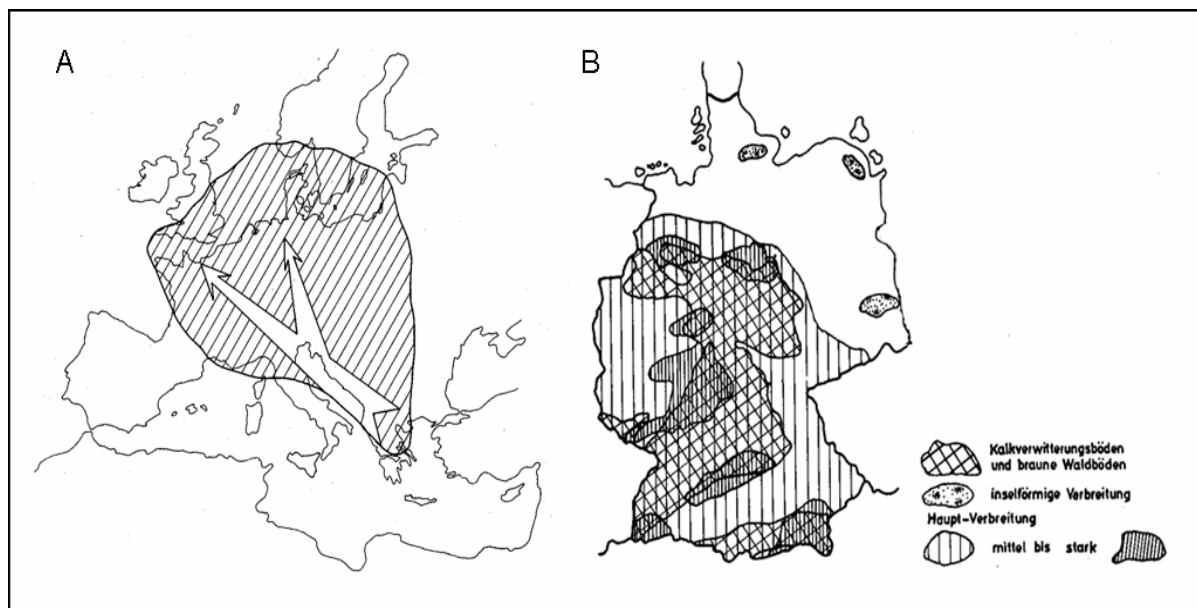 A
B
Kalkverwitterungsböden
und braune Waldböden
inselförmige Verbreitung
Haupt-Verbreitung
mittel bis stark